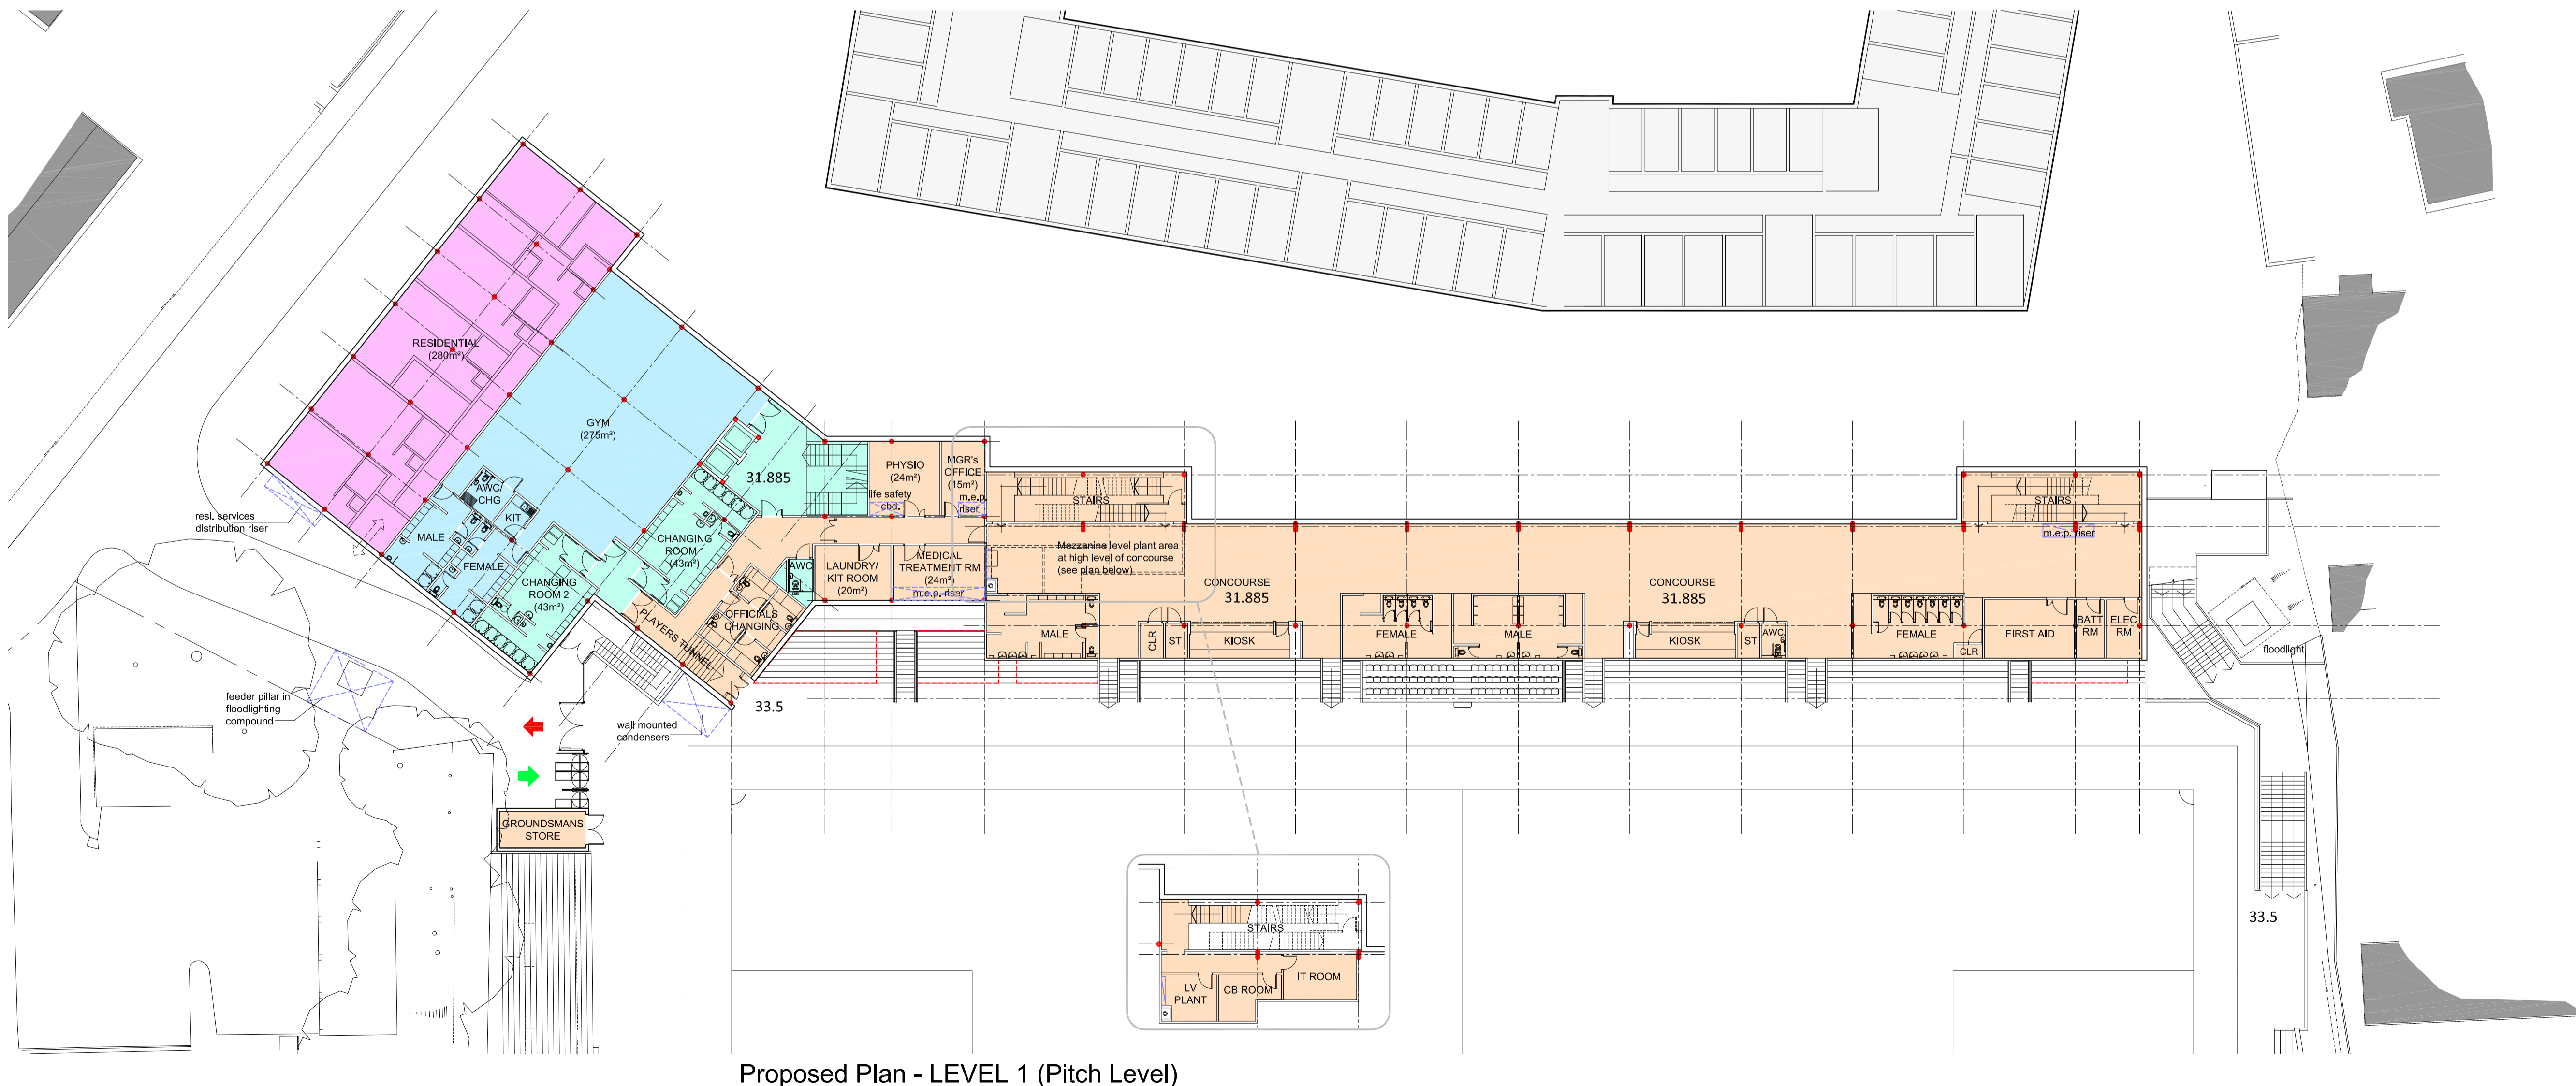 RESIDENTIAL
(280m²)
GYM
(275m²)
31.885
PHYSIO
(24m²)
life safety
cbd.
MGR's
OFFICE
(15m²)
m.e.p.
riser
STAIRS
STAIRS
m.e.p. riser
AWC/
CHG
KIT
MALE
FEMALE
resi. services
distribution riser
CHANGING
ROOM 1
(43m²)
CHANGING
ROOM 2
(43m²)
AWC
LAUNDRY/
KIT ROOM
(20m²)
MEDICAL
TREATMENT RM
(24m²)
m.e.p. riser
Mezzanine level plant area
at high level of concourse
(see plan below)
CONCOURSE
31.885
CONCOURSE
31.885
OFFICIALS
CHANGING
PLAYERS TUNNEL
MALE
CLR
ST
KIOSK
FEMALE
MALE
KIOSK
ST
AWC
FEMALE
CLR
FIRST AID
BATT
RM
ELEC
RM
floodlight
feeder pillar in
floodlighting
compound
wall mounted
condensers
33.5
GROUNDSMANS
STORE
STAIRS
LV
PLANT
CB ROOM
IT ROOM
33.5
Proposed Plan - LEVEL 1 (Pitch Level)